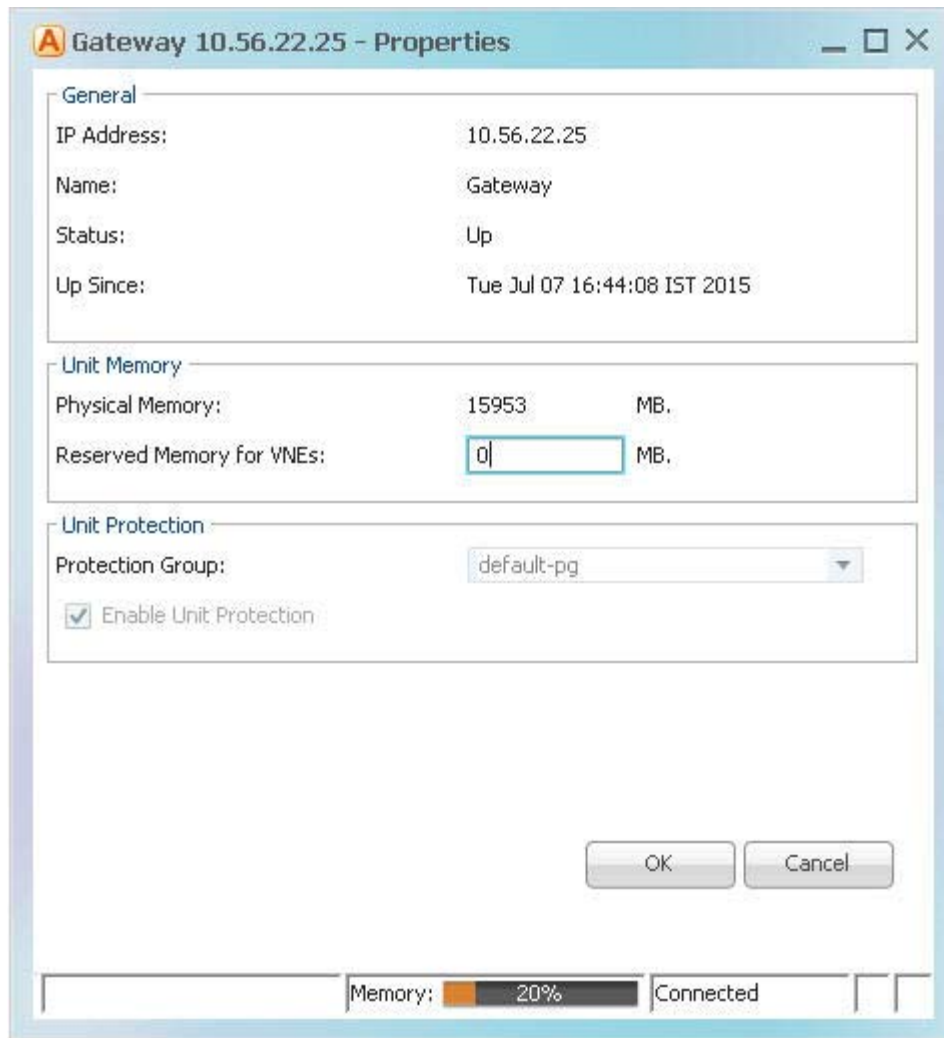 A Gateway 10.56.22.25 - Properties
General
IP Address: 10.56.22.25
Name: Gateway
Status: Up
Up Since: Tue Jul 07 16:44:08 IST 2015
Unit Memory
Physical Memory: 15953 MB.
Reserved Memory for VNEs: 0 MB.
Unit Protection
Protection Group: default-pg
Enable Unit Protection
OK Cancel
Memory: 20% Connected